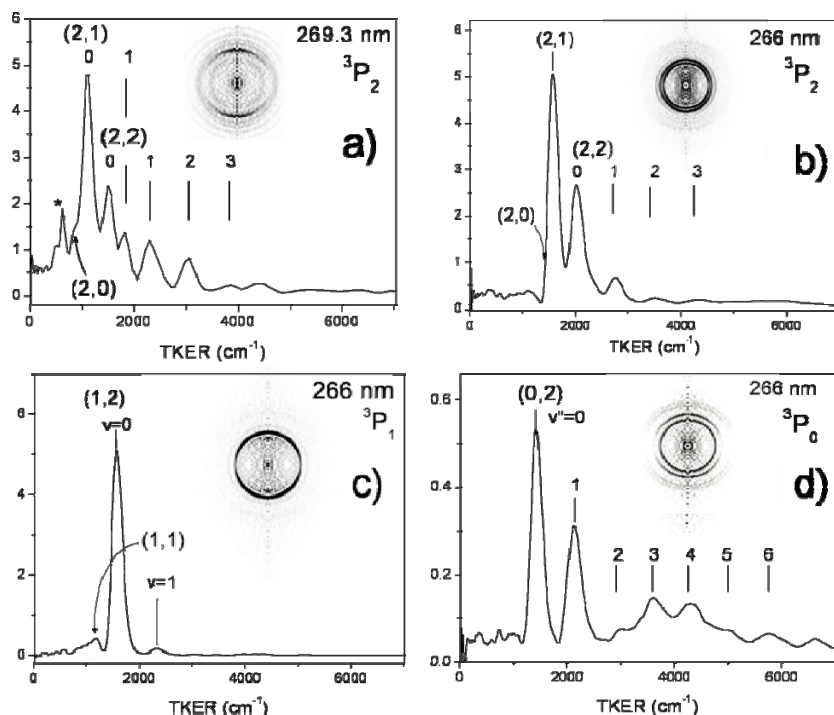 (2,1)
269.3 nm
0 1
³P₂
a)
(2,2)
0 1 2 3
*
(2,0)
6
5
4
3
2
1
0
0 2000 4000 6000
TKER (cm⁻¹)
266 nm
(2,1)
³P₂
b)
(2,2)
0 1 2 3
(2,0)
6
5
4
3
2
1
0
0 2000 4000 6000
TKER (cm⁻¹)
266 nm
(1,2)
v=0
³P₁
c)
(1,1)
v=1
6
4
2
0
0 2000 4000 6000
TKER (cm⁻¹)
(0,2)
266 nm
v"=0
³P₀
d)
1
2 3 4 5 6
0.6
0.4
0.2
0.0
0 2000 4000 6000
TKER (cm⁻¹)